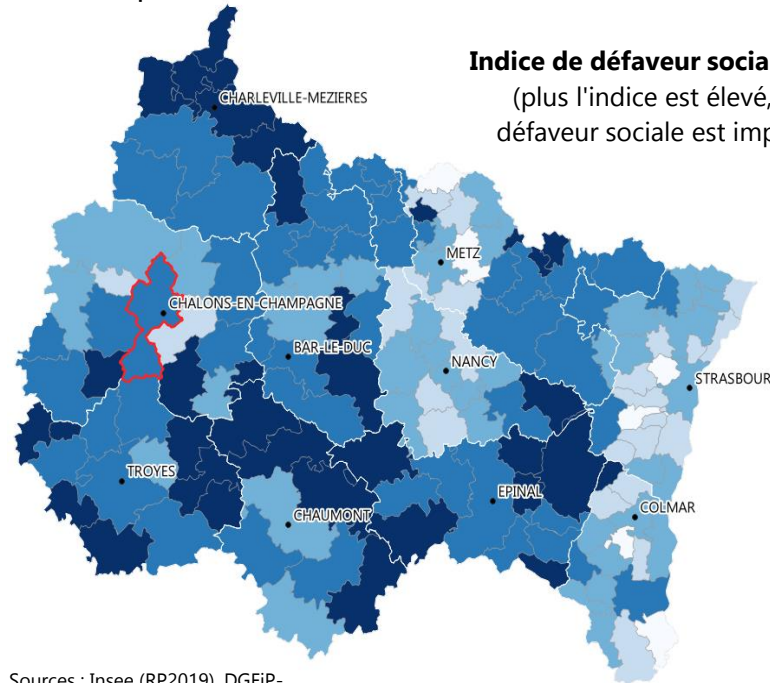 Indice de défaveur socia
(plus l'indice est élevé,
défaveur sociale est imp
CHARLEVILLE-MEZIERES
METZ
CHALONS-EN-CHAMPAGNE
BAR-LE-DUC
NANCY
STRASBOUR
TROYES
EPINAL
CHAUMONT
COLMAR
Sources : Insee (RP2019), DGFiP-